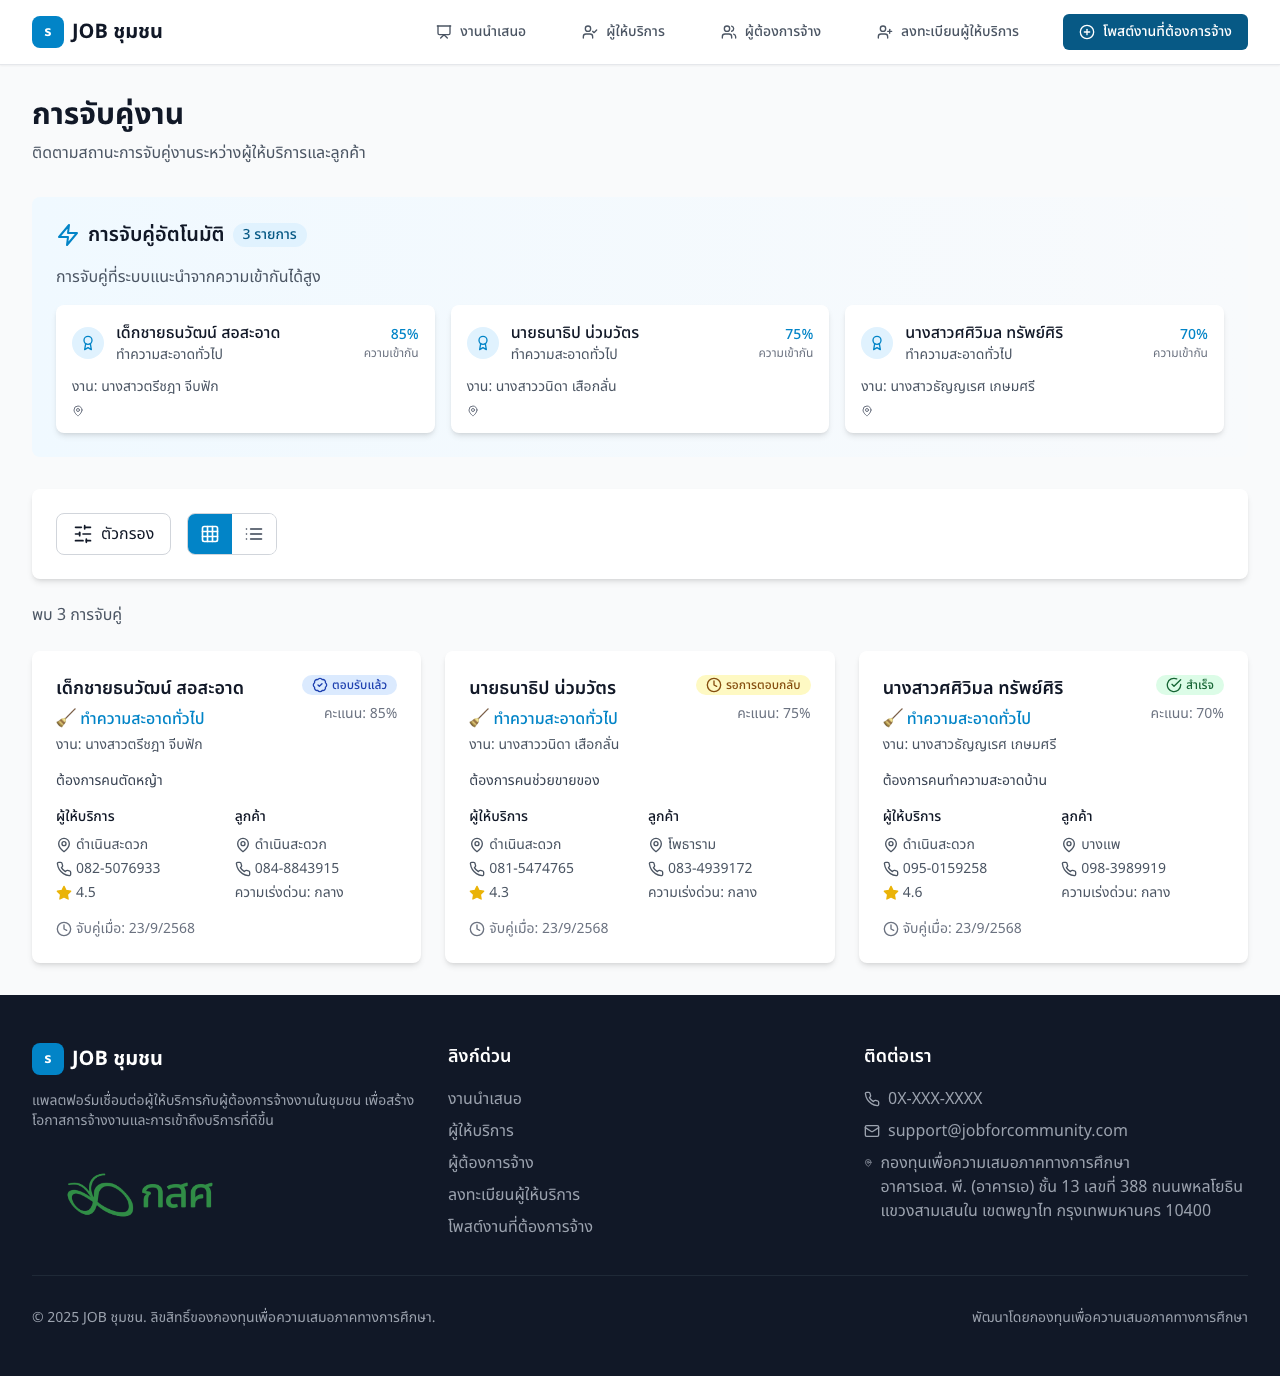 s JOB ชุมชน
งานนำเสนอ
ผู้ให้บริการ
ผู้ต้องการจ้าง
ลงทะเบียนผู้ให้บริการ
โพสต์งานที่ต้องการจ้าง
การจับคู่งาน
ติดตามสถานะการจับคู่งานระหว่างผู้ให้บริการและลูกค้า
การจับคู่อัตโนมัติ 3 รายการ
การจับคู่ที่ระบบแนะนำจากความเข้ากันได้สูง
เด็กชายธนวัฒน์ สอสะอาด 85%
ทำความสะอาดทั่วไป ความเข้ากัน
งาน: นางสาวตรีชฎา จีบฟัก
นายธนาธิป น่วมวัตร 75%
ทำความสะอาดทั่วไป ความเข้ากัน
งาน: นางสาววนิดา เสือกลั่น
นางสาวศศิวิมล ทรัพย์ศิริ 70%
ทำความสะอาดทั่วไป ความเข้ากัน
งาน: นางสาวธัญญเรศ เกษมศรี
ตัวกรอง
พบ 3 การจับคู่
เด็กชายธนวัฒน์ สอสะอาด ตอบรับแล้ว
ทำความสะอาดทั่วไป คะแนน: 85%
งาน: นางสาวตรีชฎา จีบฟัก
ต้องการคนตัดหญ้า
ผู้ให้บริการ ลูกค้า
ดำเนินสะดวก ดำเนินสะดวก
082-5076933 084-8843915
4.5 ความเร่งด่วน: กลาง
จับคู่เมื่อ: 23/9/2568
นายธนาธิป น่วมวัตร รอการตอบกลับ
ทำความสะอาดทั่วไป คะแนน: 75%
งาน: นางสาววนิดา เสือกลั่น
ต้องการคนช่วยขายของ
ผู้ให้บริการ ลูกค้า
ดำเนินสะดวก โพธาราม
081-5474765 083-4939172
4.3 ความเร่งด่วน: กลาง
จับคู่เมื่อ: 23/9/2568
นางสาวศศิวิมล ทรัพย์ศิริ สำเร็จ
ทำความสะอาดทั่วไป คะแนน: 70%
งาน: นางสาวธัญญเรศ เกษมศรี
ต้องการคนทำความสะอาดบ้าน
ผู้ให้บริการ ลูกค้า
ดำเนินสะดวก บางแพ
095-0159258 098-3989919
4.6 ความเร่งด่วน: กลาง
จับคู่เมื่อ: 23/9/2568
s JOB ชุมชน
แพลตฟอร์มเชื่อมต่อผู้ให้บริการกับผู้ต้องการจ้างงานในชุมชน เพื่อสร้าง
โอกาสการจ้างงานและการเข้าถึงบริการที่ดีขึ้น
กสศ
ลิงก์ด่วน
งานนำเสนอ
ผู้ให้บริการ
ผู้ต้องการจ้าง
ลงทะเบียนผู้ให้บริการ
โพสต์งานที่ต้องการจ้าง
ติดต่อเรา
0X-XXX-XXXX
support@jobforcommunity.com
กองทุนเพื่อความเสมอภาคทางการศึกษา
อาคารเอส. พี. (อาคารเอ) ชั้น 13 เลขที่ 388 ถนนพหลโยธิน
แขวงสามเสนใน เขตพญาไท กรุงเทพมหานคร 10400
© 2025 JOB ชุมชน. ลิขสิทธิ์ของกองทุนเพื่อความเสมอภาคทางการศึกษา.
พัฒนาโดยกองทุนเพื่อความเสมอภาคทางการศึกษา